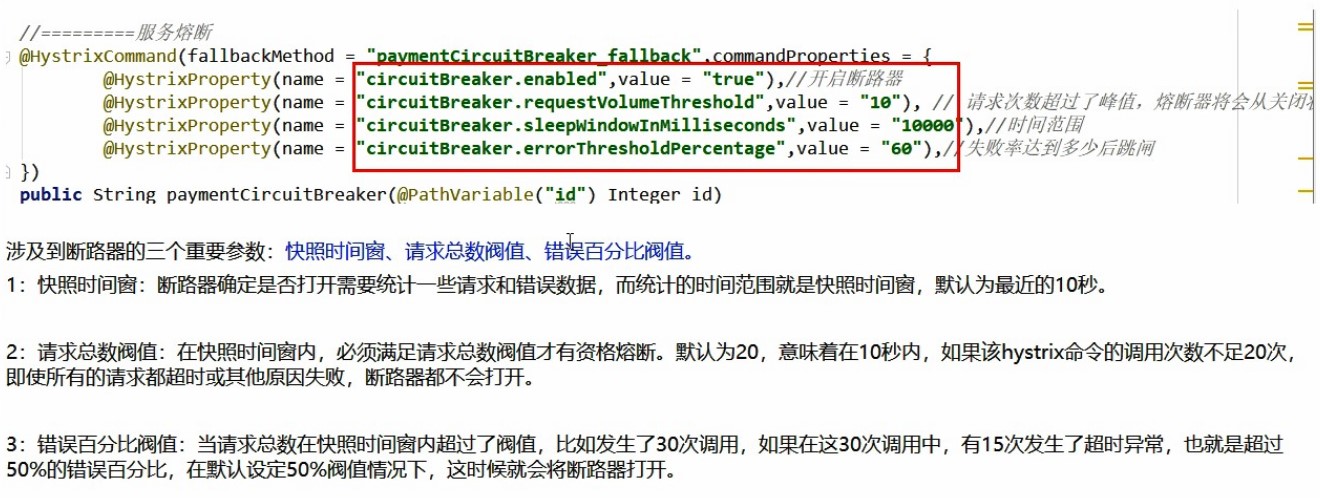 //=========服务熔断
@HystrixCommand(fallbackMethod = "paymentCircuitBreaker_fallback",commandProperties = {
@HystrixProperty(name = "circuitBreaker.enabled",value = "true"),//开启断路器
@HystrixProperty(name = "circuitBreaker.requestVolumeThreshold",value = "10"), // 请求次数超过了峰值，熔断器将会从关闭
@HystrixProperty(name = "circuitBreaker.sleepWindowInMilliseconds",value = "10000"),//时间范围
@HystrixProperty(name = "circuitBreaker.errorThresholdPercentage",value = "60"),//失败率达到多少后跳闸
})
public String paymentCircuitBreaker(@PathVariable("id") Integer id)
涉及到断路器的三个重要参数：快照时间窗、请求总数阀值、错误百分比阀值。
1：快照时间窗：断路器确定是否打开需要统计一些请求和错误数据，而统计的时间范围就是快照时间窗，默认为最近的10秒。
2：请求总数阀值：在快照时间窗内，必须满足请求总数阀值才有资格熔断。默认为20，意味着在10秒内，如果该hystrix命令的调用次数不足20次，
即使所有的请求都超时或其他原因失败，断路器都不会打开。
3：错误百分比阀值：当请求总数在快照时间窗内超过了阀值，比如发生了30次调用，如果在这30次调用中，有15次发生了超时异常，也就是超过
50%的错误百分比，在默认设定50%阀值情况下，这时候就会将断路器打开。